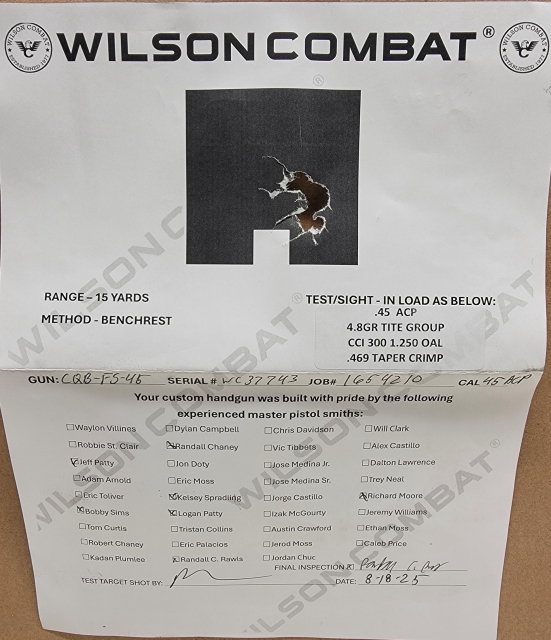 WILSON COMBAT®
RANGE – 15 YARDS
METHOD - BENCHREST
TEST/SIGHT - IN LOAD AS BELOW:
.45 ACP
4.8GR TITE GROUP
CCI 300 1.250 OAL
.469 TAPER CRIMP
GUN: CQB-FS-45 SERIAL # WC37743 JOB# 1654210 CAL 45 ACP
Your custom handgun was built with pride by the following
experienced master pistol smiths:
☐Waylon Villines ☐Dylan Campbell ☐Chris Davidson ☐Will Clark
☐Robbie St. Clair ☒Randall Chaney ☐Vic Tibbets ☐Alex Castillo
☒Jeff Patty ☐Jon Doty ☐Jose Medina Jr. ☐Dalton Lawrence
☐Adam Arnold ☐Eric Moss ☐Jose Medina Sr. ☐Trey Neal
☐Eric Toliver ☒Kelsey Sprading ☐Jorge Castillo ☒Richard Moore
☒Bobby Sims ☒Logan Patty ☐Izak McGourty ☐Jeremy Williams
☐Tom Curtis ☐Tristan Collins ☐Austin Crawford ☐Ethan Moss
☐Robert Chaney ☐Eric Palacios ☐Jerod Moss ☐Caleb Price
☐Kadan Plumlee ☒Randall C. Rawls ☐Jordan Chuc
FINAL INSPECTION ☒
TEST TARGET SHOT BY: DATE: 8-18-25
WILSON COMBAT®
WILSON COMBAT®
WILSON COMBAT®